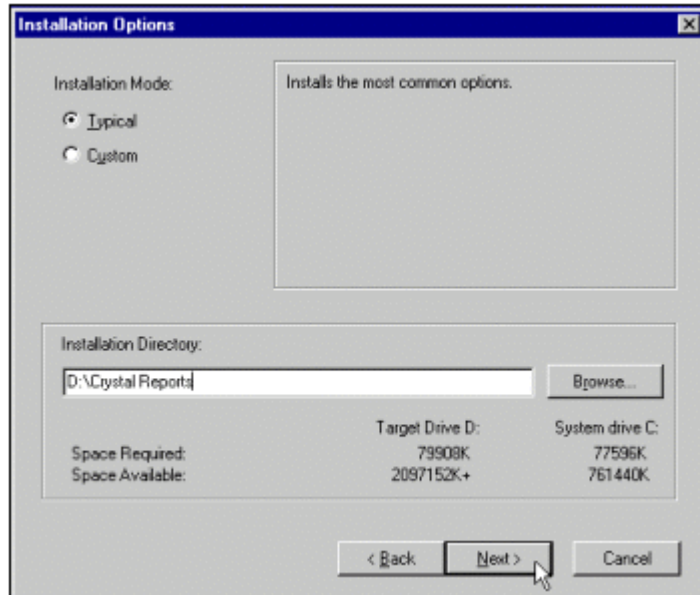 Installation Options
Installation Mode:
Typical
Custom
Installs the most common options.
Installation Directory:
D:\Crystal Reports
Browse...
Target Drive D: System drive C:
Space Required: 79908K 77596K
Space Available: 2097152K+ 761440K
< Back Next > Cancel